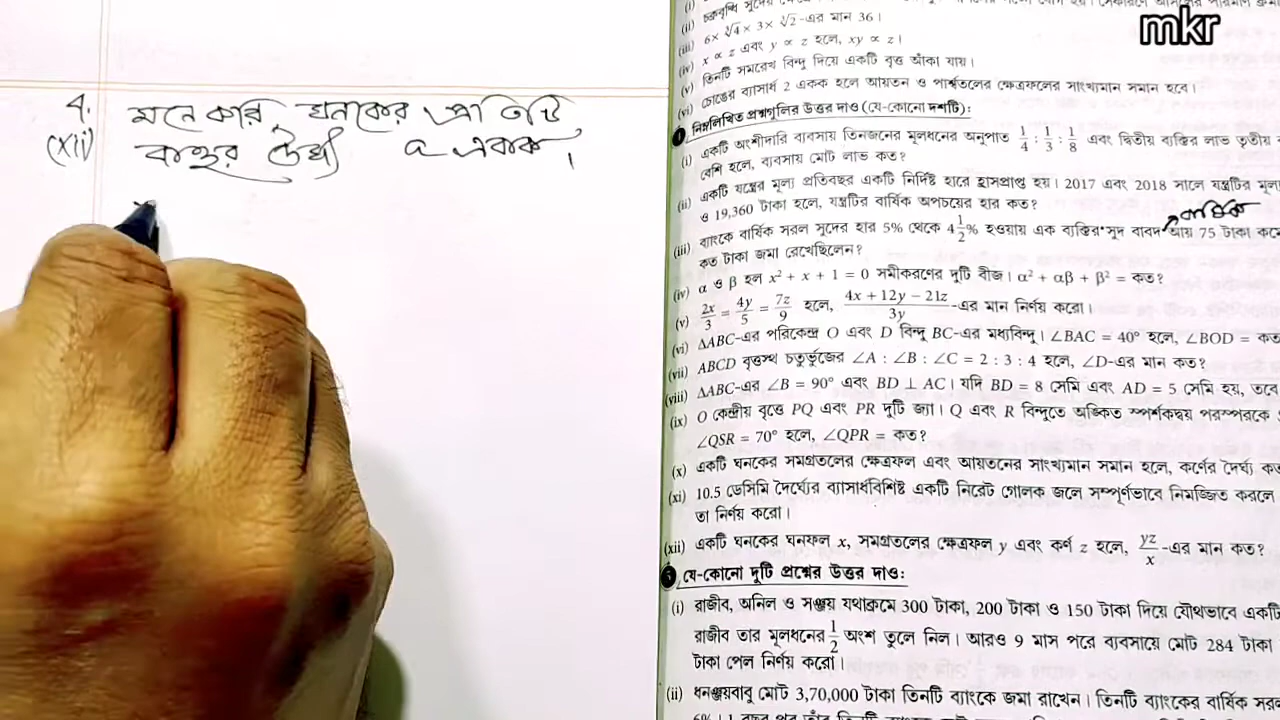 mkr
4. মনে করি, ঘনকের প্রতিটি
(xii) বাহুর দৈর্ঘ্য a একক।
(ii) চক্রবৃদ্ধি সুদের
(iii) 6× ∛4 × 3× ∛2-এর মান 36।
x ∝ z এবং y ∝ z হলে, xy ∝ z।
(iv) তিনটি সমরেখ বিন্দু দিয়ে একটি বৃত্ত আঁকা যায়।
(v) চোঙের ব্যাসার্ধ 2 একক হলে আয়তন ও পার্শ্বতলের ক্ষেত্রফলের সাংখ্যমান সমান হবে।
(vi)
নিম্নলিখিত প্রশ্নগুলির উত্তর দাও (যে-কোনো দশটি):
(i) একটি অংশীদারি ব্যবসায় তিনজনের মূলধনের অনুপাত 1/4 : 1/3 : 1/8 এবং দ্বিতীয় ব্যক্তির লাভ তৃতীয়
বেশি হলে, ব্যবসায় মোট লাভ কত?
(ii) একটি যন্ত্রের মূল্য প্রতিবছর একটি নির্দিষ্ট হারে হ্রাসপ্রাপ্ত হয়। 2017 এবং 2018 সালে যন্ত্রটির
ও 19,360 টাকা হলে, যন্ত্রটির বার্ষিক অপচয়ের হার কত?
বার্ষিক
(iii) ব্যাংকে বার্ষিক সরল সুদের হার 5% থেকে 4 1/2% হওয়ায় এক ব্যক্তির সুদ বাবদ আয় 75 টাকা
কত টাকা জমা রেখেছিলেন?
(iv) α ও β হল x² + x + 1 = 0 সমীকরণের দুটি বীজ। α² + αβ + β² = কত?
(v) 2x/3 = 4y/5 = 7z/9 হলে, (4x + 12y − 21z)/3y-এর মান নির্ণয় করো।
(vi) ΔABC-এর পরিকেন্দ্র O এবং D বিন্দু BC-এর মধ্যবিন্দু। ∠BAC = 40° হলে, ∠BOD =
(vii) ABCD বৃত্তস্থ চতুর্ভুজের ∠A : ∠B : ∠C = 2 : 3 : 4 হলে, ∠D-এর মান কত?
(viii) ΔABC-এর ∠B = 90° এবং BD ⊥ AC। যদি BD = 8 সেমি এবং AD = 5 সেমি হয়, তবে
(ix) O কেন্দ্রীয় বৃত্তে PQ এবং PR দুটি জ্যা। Q এবং R বিন্দুতে অঙ্কিত স্পর্শকদ্বয় পরস্পরকে
∠QSR = 70° হলে, ∠QPR = কত?
(x) একটি ঘনকের সমগ্রতলের ক্ষেত্রফল এবং আয়তনের সাংখ্যমান সমান হলে, কর্ণের দৈর্ঘ্য
(xi) 10.5 ডেসিমি দৈর্ঘ্যের ব্যাসার্ধবিশিষ্ট একটি নিরেট গোলক জলে সম্পূর্ণভাবে নিমজ্জিত করলে
তা নির্ণয় করো।
(xii) একটি ঘনকের ঘনফল x, সমগ্রতলের ক্ষেত্রফল y এবং কর্ণ z হলে, yz/x-এর মান কত?
যে-কোনো দুটি প্রশ্নের উত্তর দাও:
(i) রাজীব, অনিল ও সঞ্জয় যথাক্রমে 300 টাকা, 200 টাকা ও 150 টাকা দিয়ে যৌথভাবে একটি
রাজীব তার মূলধনের 1/2 অংশ তুলে নিল। আরও 9 মাস পরে ব্যবসায়ে মোট 284 টাকা
টাকা পেল নির্ণয় করো।
(ii) ধনঞ্জয়বাবু মোট 3,70,000 টাকা তিনটি ব্যাংকে জমা রাখেন। তিনটি ব্যাংকের বার্ষিক